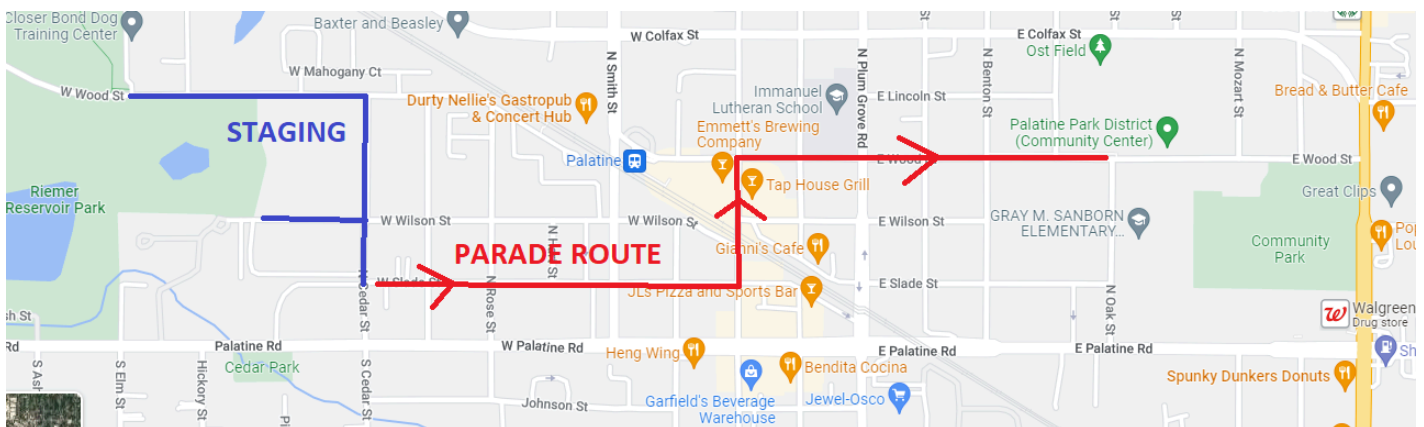 Closer Bond Dog
Training Center
Baxter and Beasley
W Colfax St
E Colfax St
Ost Field
W Mahogany Ct
W Wood St
N Smith St
N Plum Grove Rd
N Benton St
N Mozart St
Durty Nellie's Gastropub
& Concert Hub
Immanuel
Lutheran School
E Lincoln St
Bread & Butter Cafe
STAGING
Emmett's Brewing
Company
Palatine Park District
(Community Center)
Palatine
E Wood
E Wood St
Tap House Grill
Riemer
Reservoir Park
Great Clips
W Wilson St
W Wilson St
E Wilson St
GRAY M. SANBORN
ELEMENTARY...
PARADE ROUTE
Gianni's Cafe
Community
Park
N Cedar St
N Rose St
JLs Pizza and Sports Bar
E Slade St
N Oak St
Walgreen
Drug store
Rd
Palatine Rd
W Palatine Rd
E Palatine Rd
E Palatine Rd
Heng Wing
Bendita Cocina
Cedar Park
S Elm St
Hickory St
S Cedar St
Johnson St
Garfield's Beverage
Warehouse
Jewel-Osco
Spunky Dunkers Donuts